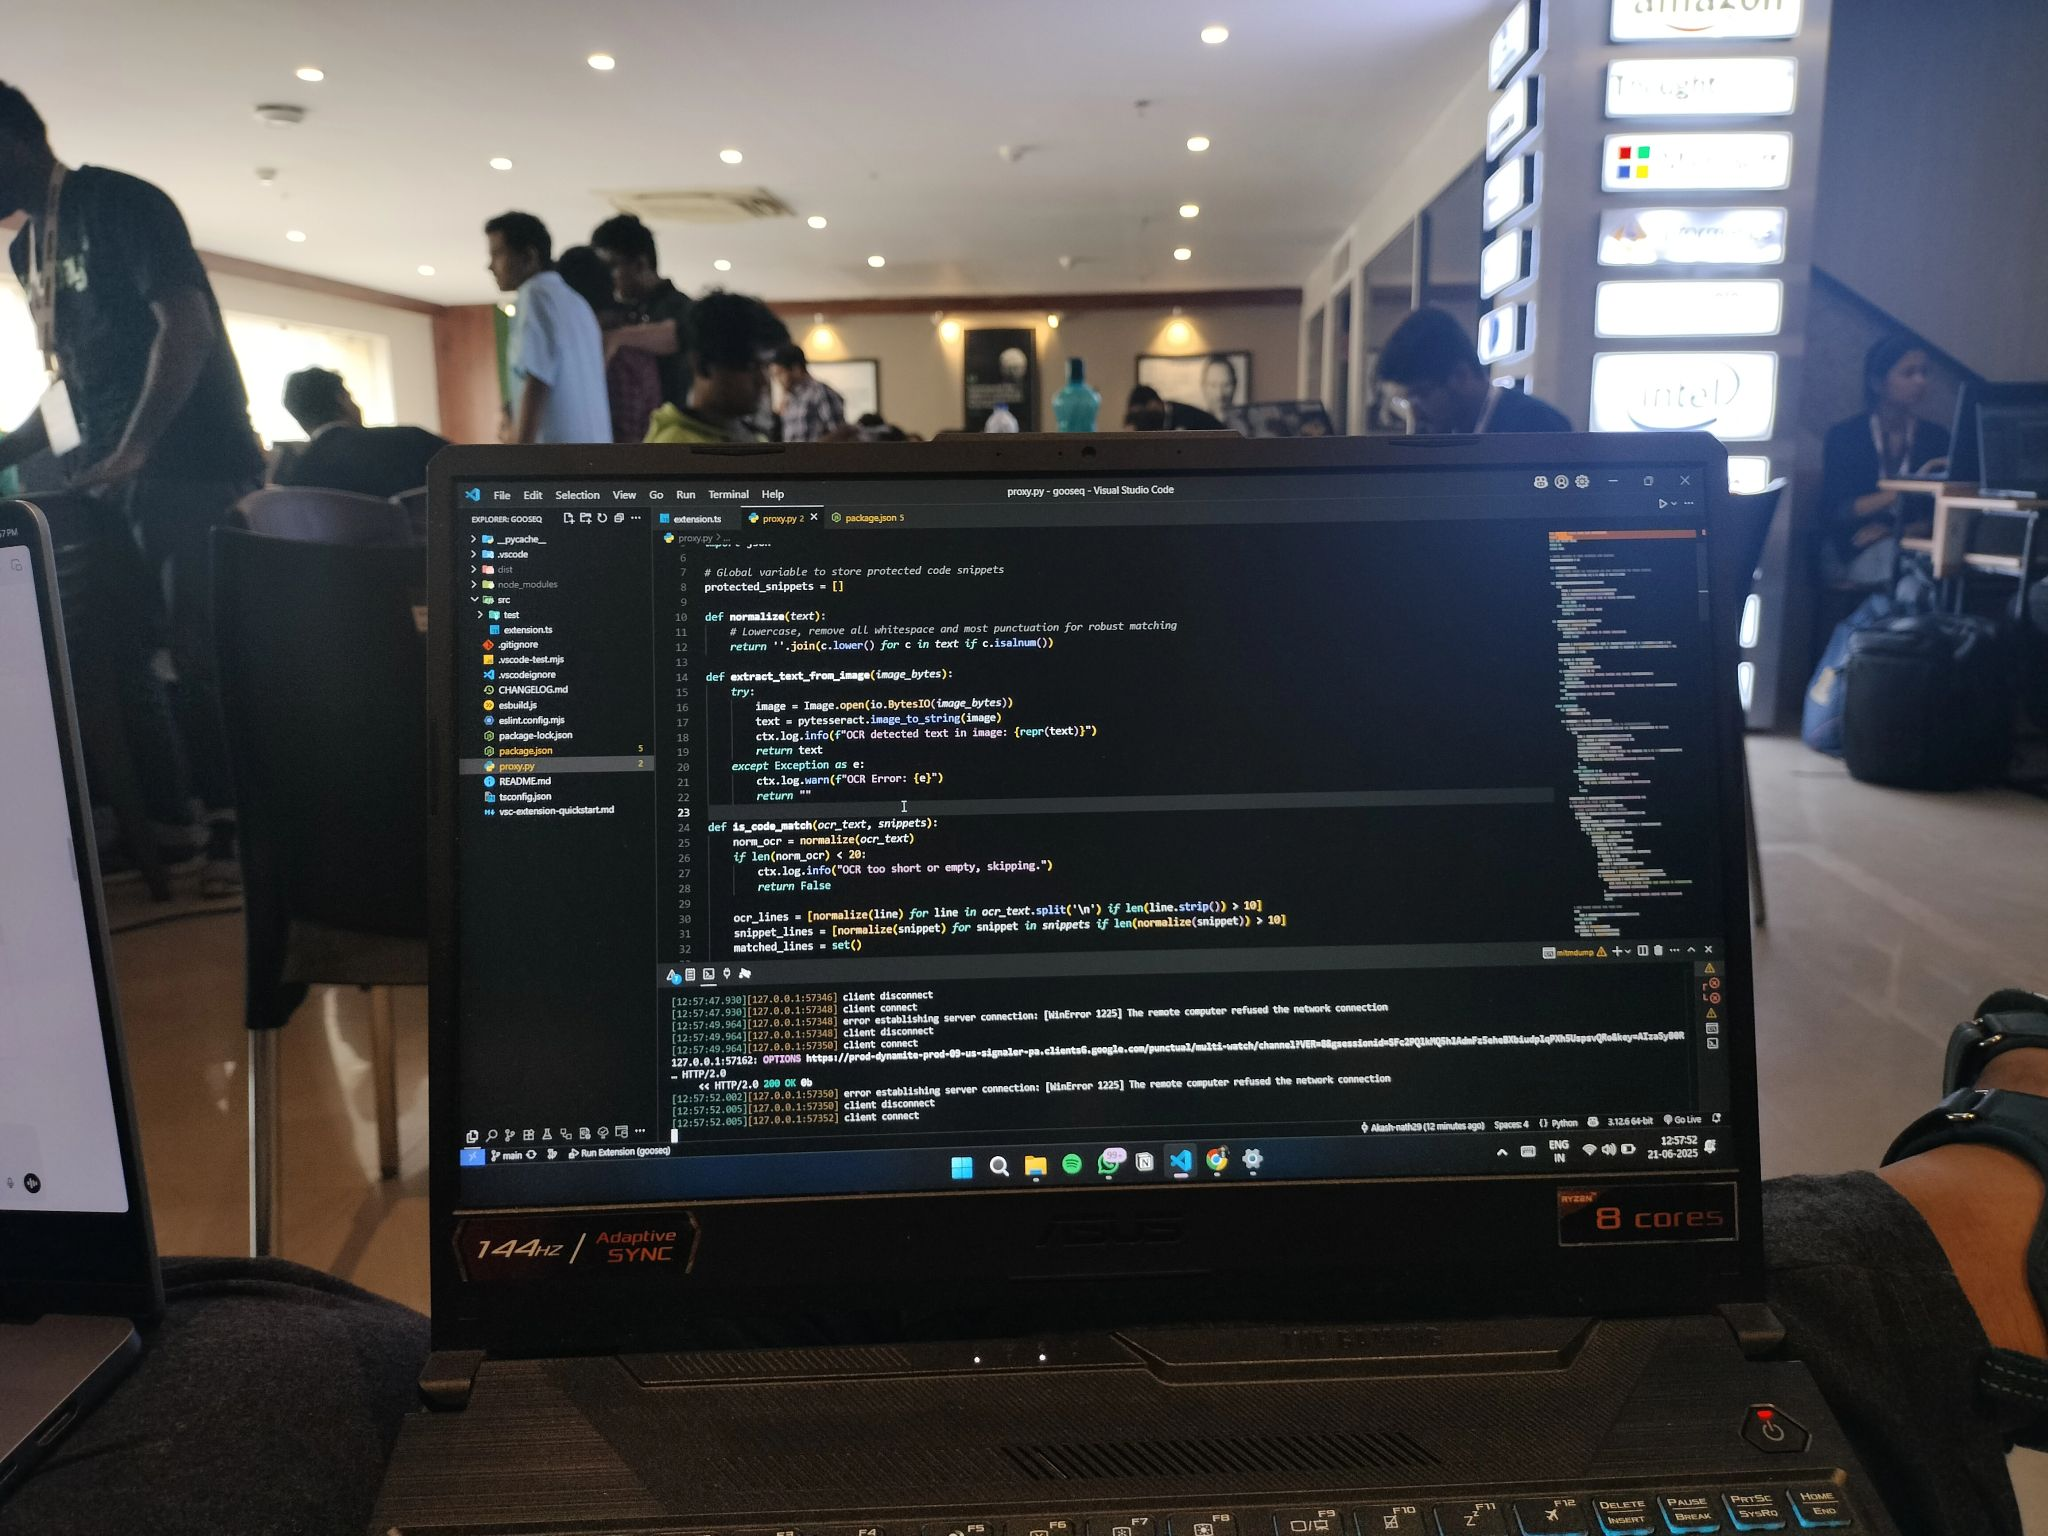 amazon
Thought
intel
File Edit Selection View Go Run Terminal Help
proxy.py - gooseq - Visual Studio Code
EXPLORER: GOOSEQ
__pycache__
.vscode
dist
node_modules
src
test
extension.ts
.gitignore
.vscode-test.mjs
.vscodeignore
CHANGELOG.md
esbuild.js
eslint.config.mjs
package-lock.json
package.json 5
proxy.py 2
README.md
tsconfig.json
vsc-extension-quickstart.md
extension.ts proxy.py 2 package.json 5
proxy.py > ...
6
7 # Global variable to store protected code snippets
8 protected_snippets = []
9
10 def normalize(text):
11 # Lowercase, remove all whitespace and most punctuation for robust matching
12 return ''.join(c.lower() for c in text if c.isalnum())
13
14 def extract_text_from_image(image_bytes):
15 try:
16 image = Image.open(io.BytesIO(image_bytes))
17 text = pytesseract.image_to_string(image)
18 ctx.log.info(f"OCR detected text in image: {repr(text)}")
19 return text
20 except Exception as e:
21 ctx.log.warn(f"OCR Error: {e}")
22 return ""
23
24 def is_code_match(ocr_text, snippets):
25 norm_ocr = normalize(ocr_text)
26 if len(norm_ocr) < 20:
27 ctx.log.info("OCR too short or empty, skipping.")
28 return False
29
30 ocr_lines = [normalize(line) for line in ocr_text.split('\n') if len(line.strip()) > 10]
31 snippet_lines = [normalize(snippet) for snippet in snippets if len(normalize(snippet)) > 10]
32 matched_lines = set()
mitmdump
[12:57:47.930][127.0.0.1:57346] client disconnect
[12:57:47.930][127.0.0.1:57348] client connect
[12:57:49.964][127.0.0.1:57348] error establishing server connection: [WinError 1225] The remote computer refused the network connection
[12:57:49.964][127.0.0.1:57348] client disconnect
[12:57:49.964][127.0.0.1:57350] client connect
127.0.0.1:57162: OPTIONS
… HTTP/2.0
<< HTTP/2.0 200 OK 0b
[12:57:52.002][127.0.0.1:57350] error establishing server connection: [WinError 1225] The remote computer refused the network connection
[12:57:52.005][127.0.0.1:57350] client disconnect
[12:57:52.005][127.0.0.1:57352] client connect
main Run Extension (gooseq)
Akash-nath29 (12 minutes ago) Spaces: 4 {} Python 3.12.6 64-bit Go Live
99+
ENG
IN
12:57:52
21-06-2025
144Hz / Adaptive SYNC
ASUS
RYZEN
8 cores
F4 F5 F6 F7 F8 F9 F10 F11 F12
DELETE
INSERT
PAUSE
BREAK
PRTSC
SYSRQ
HOME
END